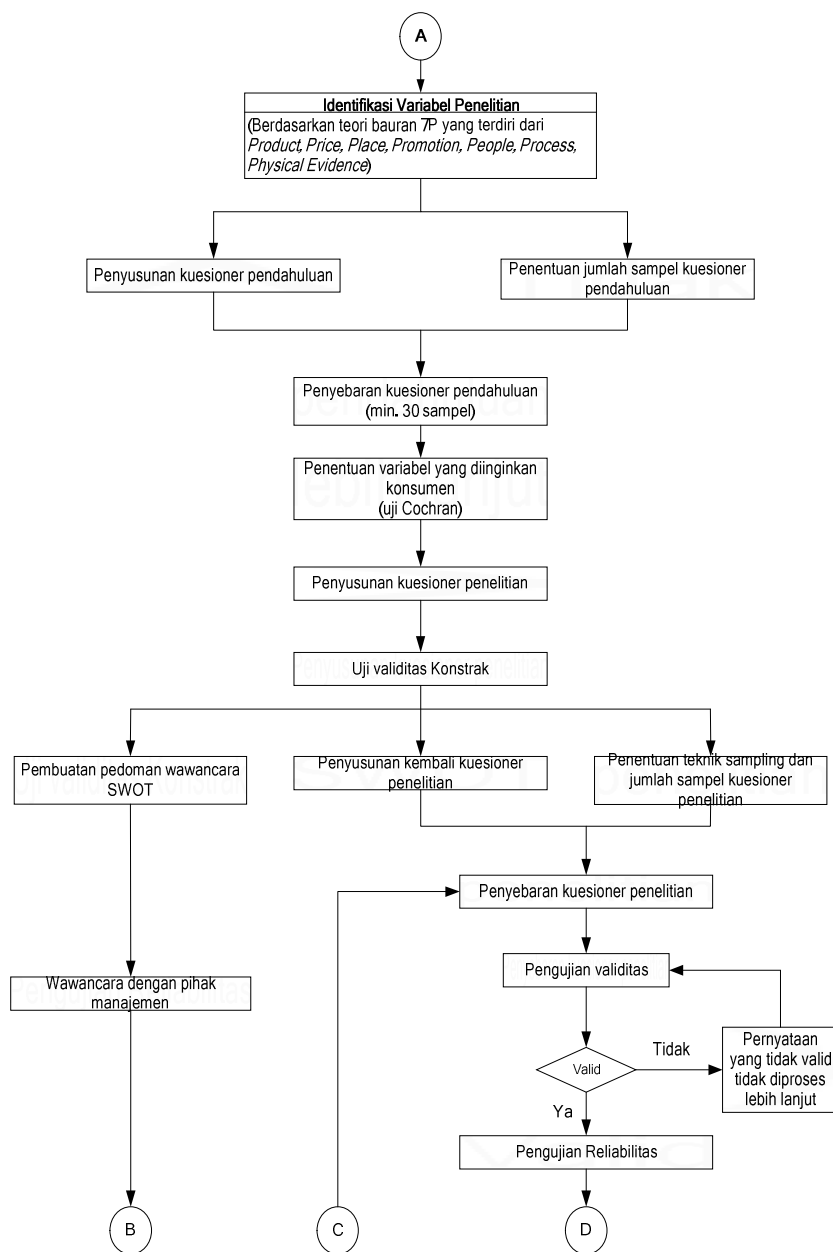 A
Identifikasi Variabel Penelitian
(Berdasarkan teori bauran 7P yang terdiri dari
Product, Price, Place, Promotion, People, Process,
Physical Evidence)
Penyusunan kuesioner pendahuluan
Penentuan jumlah sampel kuesioner
pendahuluan
Penyebaran kuesioner pendahuluan
(min. 30 sampel)
Penentuan variabel yang diinginkan
konsumen
(uji Cochran)
Penyusunan kuesioner penelitian
Uji validitas Konstrak
Pembuatan pedoman wawancara
SWOT
Penyusunan kembali kuesioner
penelitian
Penentuan teknik sampling dan
jumlah sampel kuesioner
penelitian
Penyebaran kuesioner penelitian
Wawancara dengan pihak
manajemen
Pengujian validitas
Valid
Tidak
Pernyataan
yang tidak valid
tidak diproses
lebih lanjut
Ya
Pengujian Reliabilitas
B
C
D